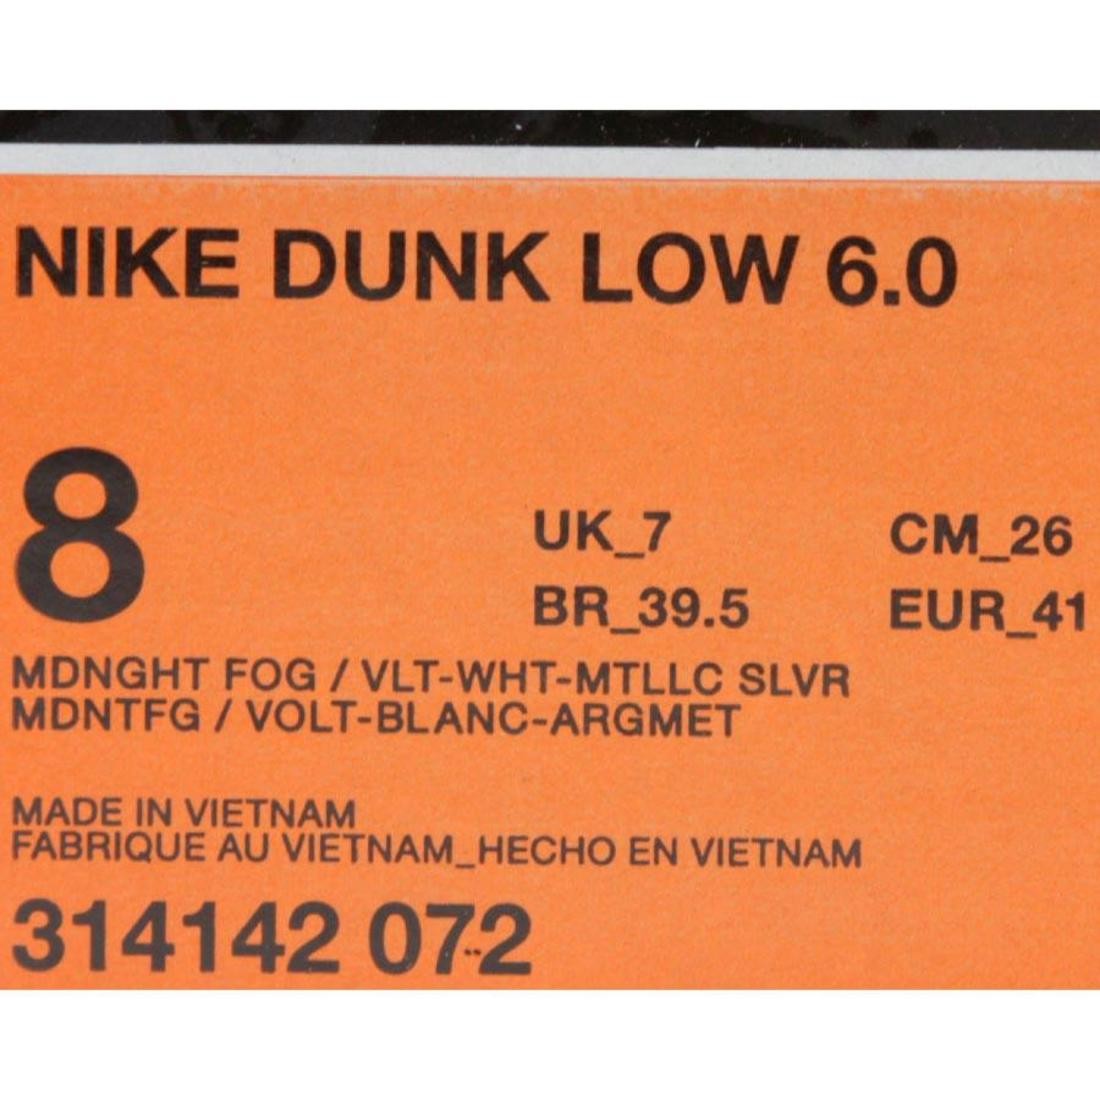 NIKE DUNK LOW 6.0
8
UK_7 CM_26
BR_39.5 EUR_41
MDNGHT FOG / VLT-WHT-MTLLC SLVR
MDNTFG / VOLT-BLANC-ARGMET
MADE IN VIETNAM
FABRIQUE AU VIETNAM_HECHO EN VIETNAM
314142 072